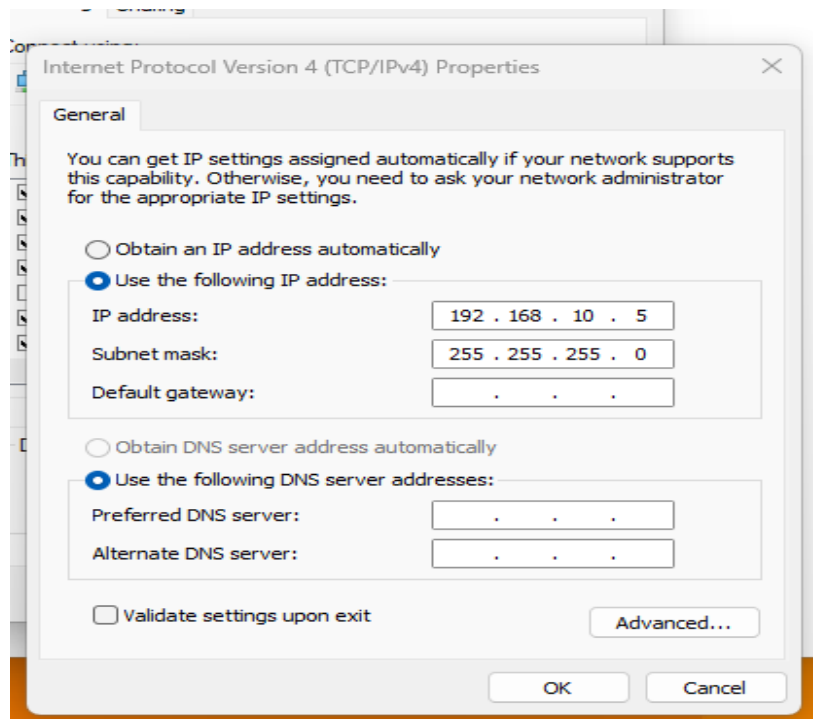 Internet Protocol Version 4 (TCP/IPv4) Properties
General
You can get IP settings assigned automatically if your network supports
this capability. Otherwise, you need to ask your network administrator
for the appropriate IP settings.
Obtain an IP address automatically
Use the following IP address:
IP address: 192 . 168 . 10 . 5
Subnet mask: 255 . 255 . 255 . 0
Default gateway: . . .
Obtain DNS server address automatically
Use the following DNS server addresses:
Preferred DNS server: . . .
Alternate DNS server: . . .
Validate settings upon exit
Advanced...
OK Cancel